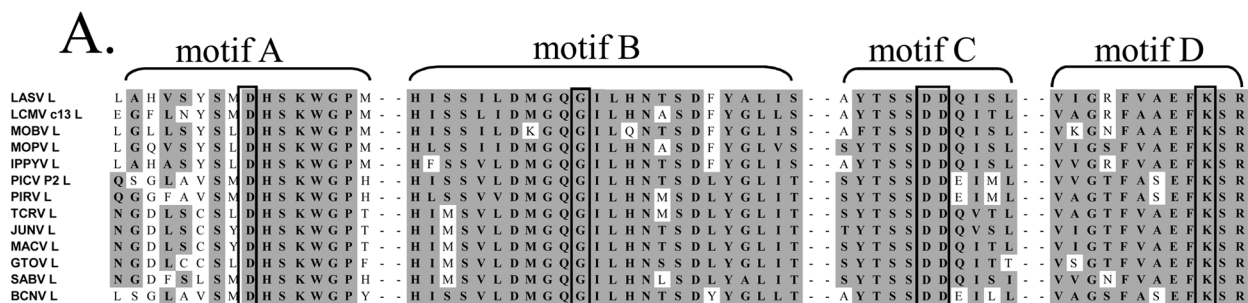 A.
motif A motif B motif C motif D
LASV L L A H V S Y S M D H S K W G P M - - H I S S I L D M G Q G I L H N T S D F Y A L I S - - A Y T S S D D Q I S L - - - V I G R F V A E F K S R
LCMV c13 L E G F L N Y S M D H S K W G P M - - H I S S L I D M G Q G I L H N A S D F Y G L L S - - A Y T S S D D Q I T L - - - V A G R F A A E F K S R
MOBV L L G L L S Y S L D H S K W G P M - - H I S S I L D M K G Q G I L Q N T S D F Y A L I S - - A F T S S D D Q I S L - - - V K G N F A A E F K S R
MOPV L L G Q V S Y S L D H S K W G P M - - H L S S I I D M G Q G I L H N A S D F Y G L V S - - S Y T S S D D Q I S L - - - V I G R F V A E F K S R
IPPYV L L A H A S Y S L D H S K W G P M - - H F S S V L D M G Q G I L H N T S D F Y G L I S - - A Y T S S D D Q I S L - - - V V G R F V A E F K S R
PICV P2 L Q S G L A V S M D H S K W G P H - - H I S S V L D M G Q G I L H N T S D L Y G L I T - - S Y T S S D D E I M L - - - V V G T F V A S E F K S R
PIRV L Q G G F A V S M D H S K W G P H - - H L S S V V D M G Q G I L H N M S D L Y G L I T - - S Y T S S D D E I M L - - - V A G T F A S E F K S R
TCRV L N G D L S C S L D H S K W G P T - - H I M S V L D M G Q G I L H N M S D L Y G L I T - - S Y T S S D D Q V T L - - - V A G T F V A E F K S R
JUNV L N G D L S C S Y D H S K W G P T - - H I M S V L D M G Q G I L H N T S D L Y G L I T - - T Y T S S D D Q V S L - - - V I G T F V A E F K S R
MACV L N G D L S C S Y D H S K W G P T - - H I M S V L D M G Q G I L H N T S D L Y G L I T - - S Y T S S D D Q I T L - - - V A G T F V A E F K S R
GTOV L N G D L C C S L D H S K W G P F - - H M S V L D M G Q G I L H N S S D L Y G L I T - - S Y T S S D D Q I T T - - - V S G T F V A E F K S R
SABV L N G D F S L S M D H S K W G P H - - H M S V L D M G Q G I L H N L S D L Y A L I T - - S Y T S S D D Q I S I - - - V A G N F V A E F K S R
BCNV L L S G L A V S M D H S K W G P Y - - H I S S V L D M G Q G I L H N T S D Y Y G L L T - - A Y T S S D D E I L L - - - V A G S F A S E F K S R